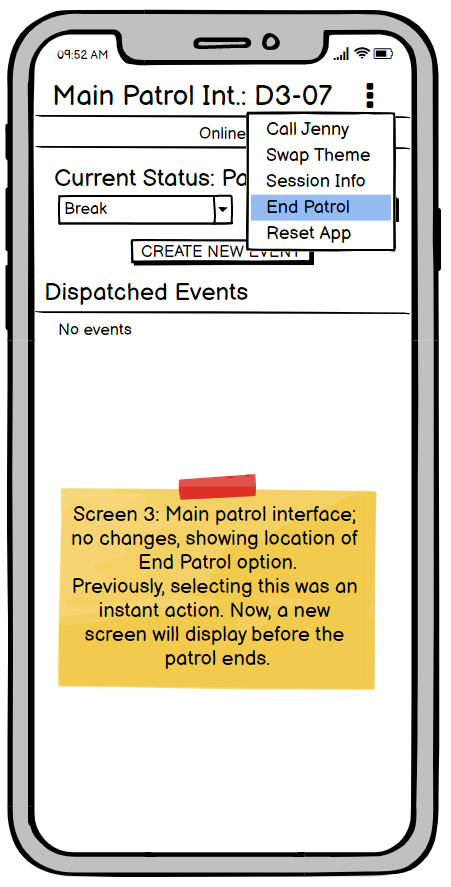 09:52 AM
Main Patrol Int.: D3-07
Online
Call Jenny
Swap Theme
Session Info
End Patrol
Reset App
Current Status: Pa
Break
CREATE NEW EVENT
Dispatched Events
No events
Screen 3: Main patrol interface;
no changes, showing location of
End Patrol option.
Previously, selecting this was an
instant action. Now, a new
screen will display before the
patrol ends.